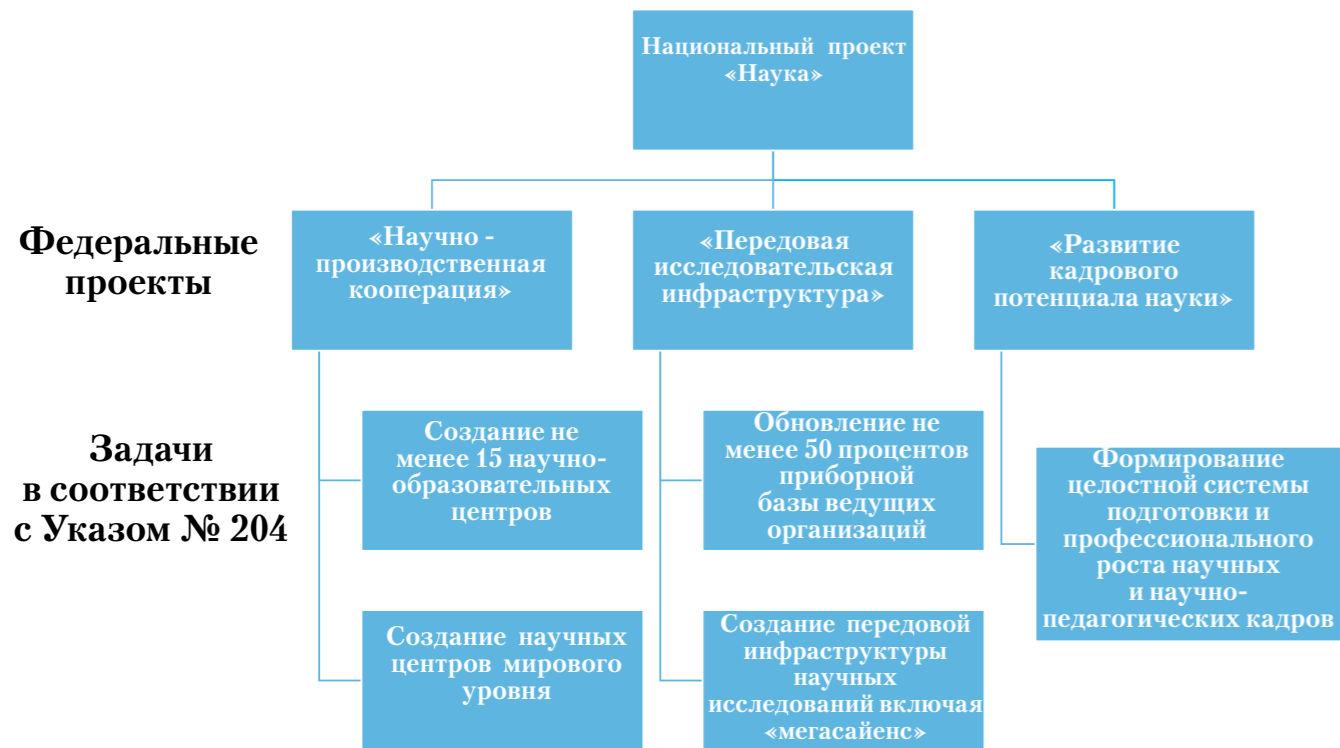 Национальный проект
«Наука»
Федеральные
проекты
«Научно -
производственная
кооперация»
«Передовая
исследовательская
инфраструктура»
«Развитие
кадрового
потенциала науки»
Задачи
в соответствии
с Указом № 204
Создание не
менее 15 научно-
образовательных
центров
Обновление не
менее 50 процентов
приборной
базы ведущих
организаций
Формирование
целостной системы
подготовки и
профессионального
роста научных
и научно-
педагогических кадров
Создание научных
центров мирового
уровня
Создание передовой
инфраструктуры
научных
исследований включая
«мегасайенс»